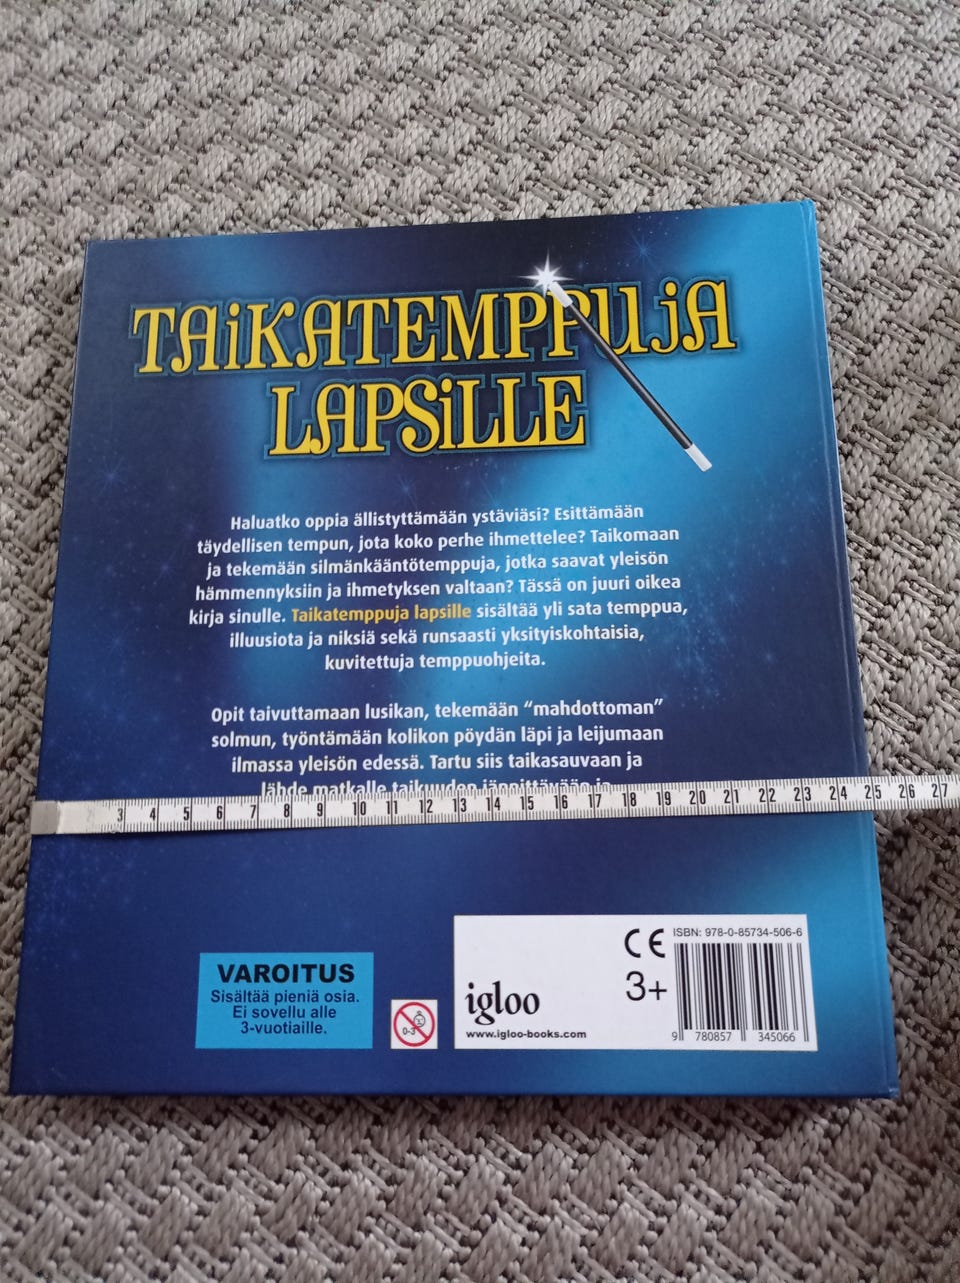 TAiKATEMPPUjA
LAPSiLLE
Haluatko oppia ällistyttämään ystäviäsi? Esittämään
täydellisen tempun, jota koko perhe ihmettelee? Taikomaan
ja tekemään silmänkääntötemppuja, jotka saavat yleisön
hämmennyksiin ja ihmetyksen valtaan? Tässä on juuri oikea
kirja sinulle. Taikatemppuja lapsille sisältää yli sata temppua,
illuusiota ja niksiä sekä runsaasti yksityiskohtaisia,
kuvitettuja temppuohjeita.
Opit taivuttamaan lusikan, tekemään “mahdottoman”
solmun, työntämään kolikon pöydän läpi ja leijumaan
ilmassa yleisön edessä. Tartu siis taikasauvaan ja
lähde matkalle taikuuden jännittävään ja
2 3 4 5 6 7 8 9 10 11 12 13 14 15 16 17 18 19 20 21 22 23 24 25 26 27
VAROITUS
Sisältää pieniä osia.
Ei sovellu alle
3-vuotiaille.
0-3
igloo
www.igloo-books.com
CE
3+
ISBN: 978-0-85734-506-6
9 780857 345066